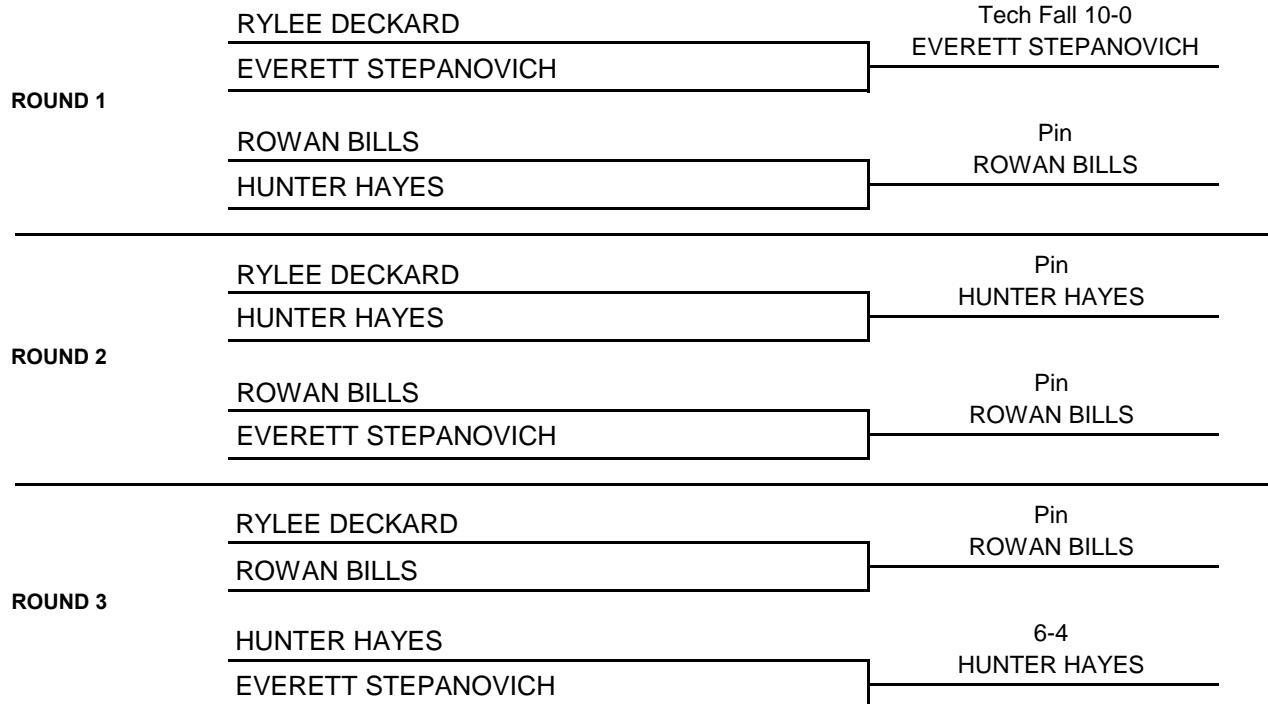 RYLEE DECKARD
Tech Fall 10-0
EVERETT STEPANOVICH
EVERETT STEPANOVICH
ROUND 1
ROWAN BILLS
Pin
ROWAN BILLS
HUNTER HAYES
RYLEE DECKARD
Pin
HUNTER HAYES
HUNTER HAYES
ROUND 2
ROWAN BILLS
Pin
ROWAN BILLS
EVERETT STEPANOVICH
RYLEE DECKARD
Pin
ROWAN BILLS
ROWAN BILLS
ROUND 3
HUNTER HAYES
6-4
HUNTER HAYES
EVERETT STEPANOVICH